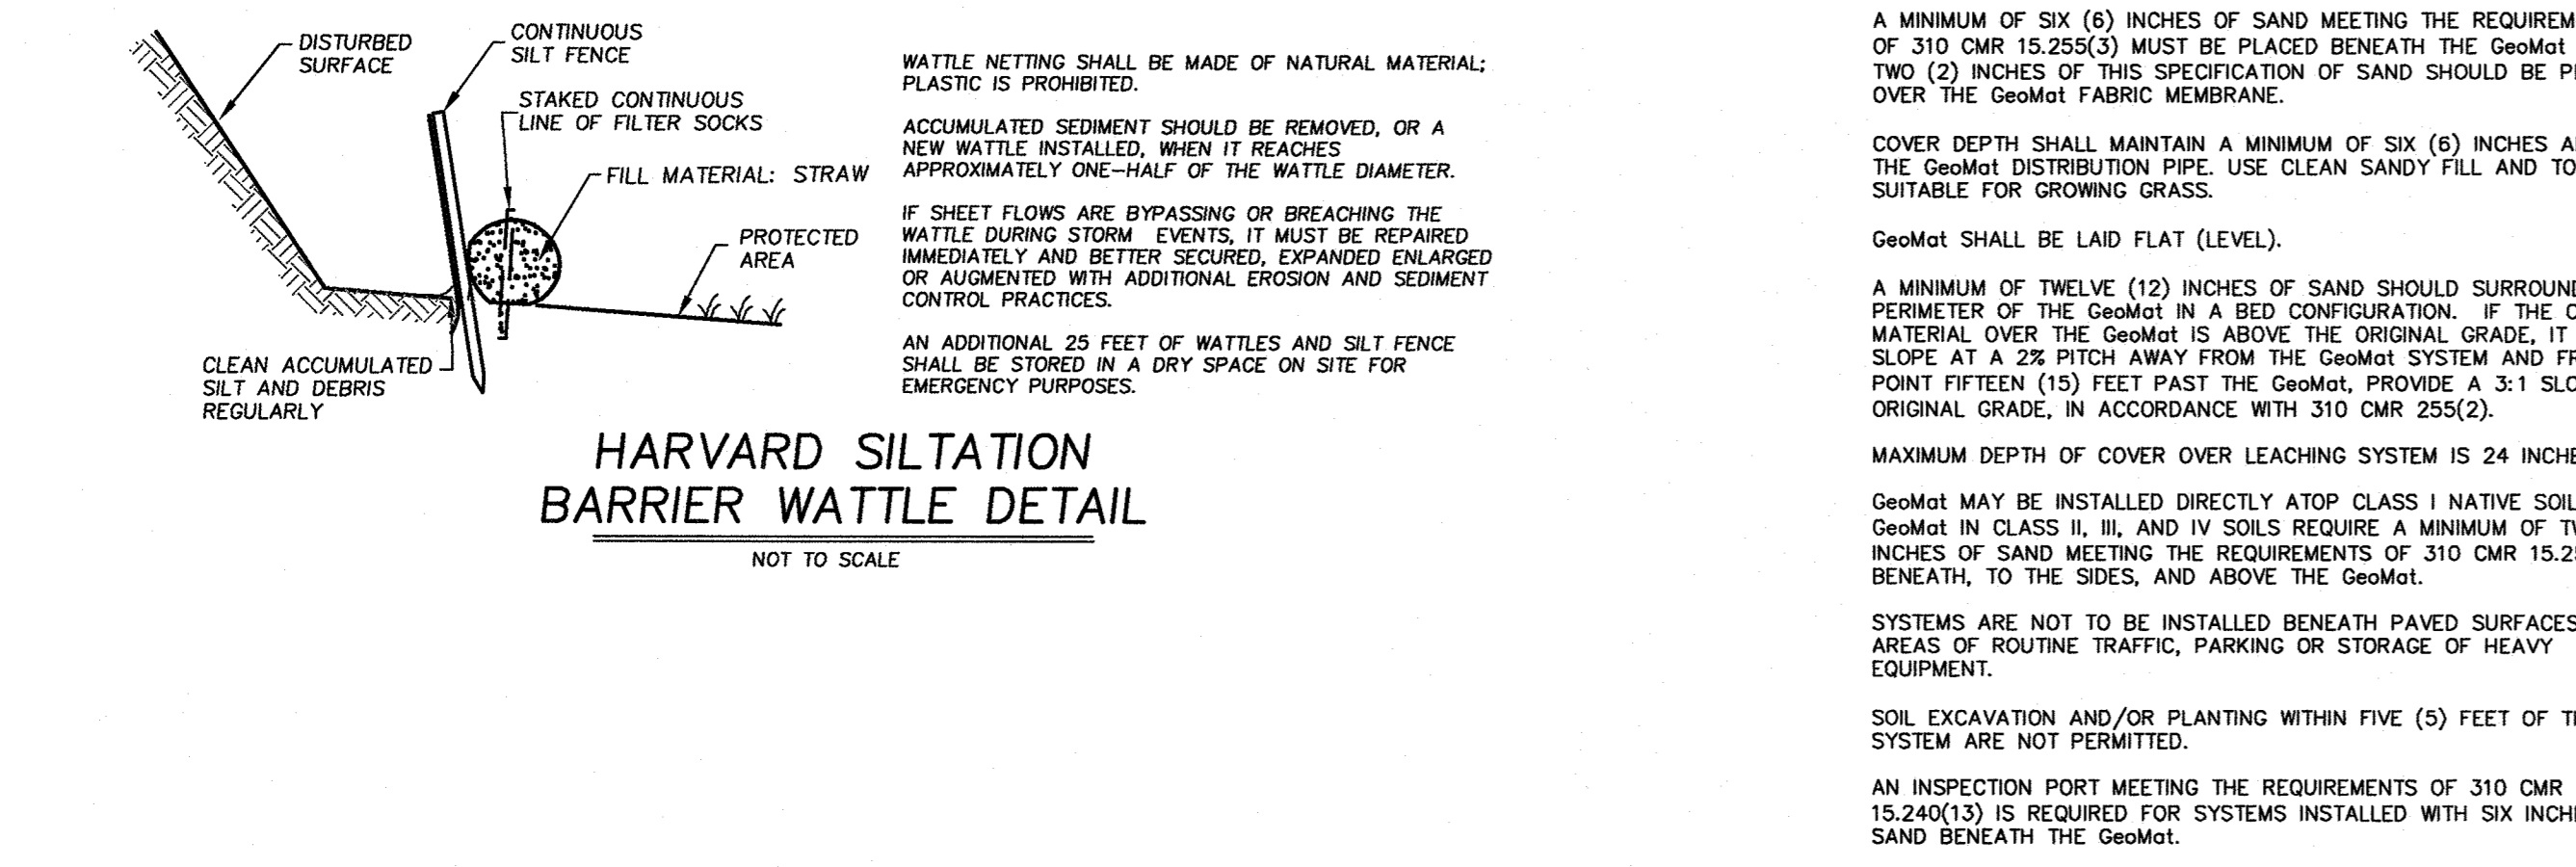 DISTURBED
SURFACE
CONTINUOUS
SILT FENCE
STAKED CONTINUOUS
LINE OF FILTER SOCKS
FILL MATERIAL: STRAW
PROTECTED
AREA
CLEAN ACCUMULATED
SILT AND DEBRIS
REGULARLY
WATTLE NETTING SHALL BE MADE OF NATURAL MATERIAL;
PLASTIC IS PROHIBITED.
ACCUMULATED SEDIMENT SHOULD BE REMOVED, OR A
NEW WATTLE INSTALLED, WHEN IT REACHES
APPROXIMATELY ONE-HALF OF THE WATTLE DIAMETER.
IF SHEET FLOWS ARE BYPASSING OR BREACHING THE
WATTLE DURING STORM EVENTS, IT MUST BE REPAIRED
IMMEDIATELY AND BETTER SECURED, EXPANDED ENLARGED
OR AUGMENTED WITH ADDITIONAL EROSION AND SEDIMENT
CONTROL PRACTICES.
AN ADDITIONAL 25 FEET OF WATTLES AND SILT FENCE
SHALL BE STORED IN A DRY SPACE ON SITE FOR
EMERGENCY PURPOSES.
HARVARD SILTATION
BARRIER WATTLE DETAIL
NOT TO SCALE
A MINIMUM OF SIX (6) INCHES OF SAND MEETING THE
OF 310 CMR 15.255(3) MUST BE PLACED BENEATH THE GeoMat
TWO (2) INCHES OF THIS SPECIFICATION OF SAND SHOULD BE
OVER THE GeoMat FABRIC MEMBRANE.
COVER DEPTH SHALL MAINTAIN A MINIMUM OF SIX (6) INCHES
THE GeoMat DISTRIBUTION PIPE. USE CLEAN SANDY FILL AND
SUITABLE FOR GROWING GRASS.
GeoMat SHALL BE LAID FLAT (LEVEL).
A MINIMUM OF TWELVE (12) INCHES OF SAND SHOULD SURROUND
PERIMETER OF THE GeoMat IN A BED CONFIGURATION. IF THE
MATERIAL OVER THE GeoMat IS ABOVE THE ORIGINAL GRADE, IT
SLOPE AT A 2% PITCH AWAY FROM THE GeoMat SYSTEM AND
POINT FIFTEEN (15) FEET PAST THE GeoMat, PROVIDE A 3:1
ORIGINAL GRADE, IN ACCORDANCE WITH 310 CMR 255(2).
MAXIMUM DEPTH OF COVER OVER LEACHING SYSTEM IS 24
GeoMat MAY BE INSTALLED DIRECTLY ATOP CLASS I NATIVE
GeoMat IN CLASS II, III, AND IV SOILS REQUIRE A MINIMUM OF
INCHES OF SAND MEETING THE REQUIREMENTS OF 310 CMR
BENEATH, TO THE SIDES, AND ABOVE THE GeoMat.
SYSTEMS ARE NOT TO BE INSTALLED BENEATH PAVED SURFACES
AREAS OF ROUTINE TRAFFIC, PARKING OR STORAGE OF HEAVY
EQUIPMENT.
SOIL EXCAVATION AND/OR PLANTING WITHIN FIVE (5) FEET OF
SYSTEM ARE NOT PERMITTED.
AN INSPECTION PORT MEETING THE REQUIREMENTS OF 310 CMR
15.240(13) IS REQUIRED FOR SYSTEMS INSTALLED WITH SIX
SAND BENEATH THE GeoMat.